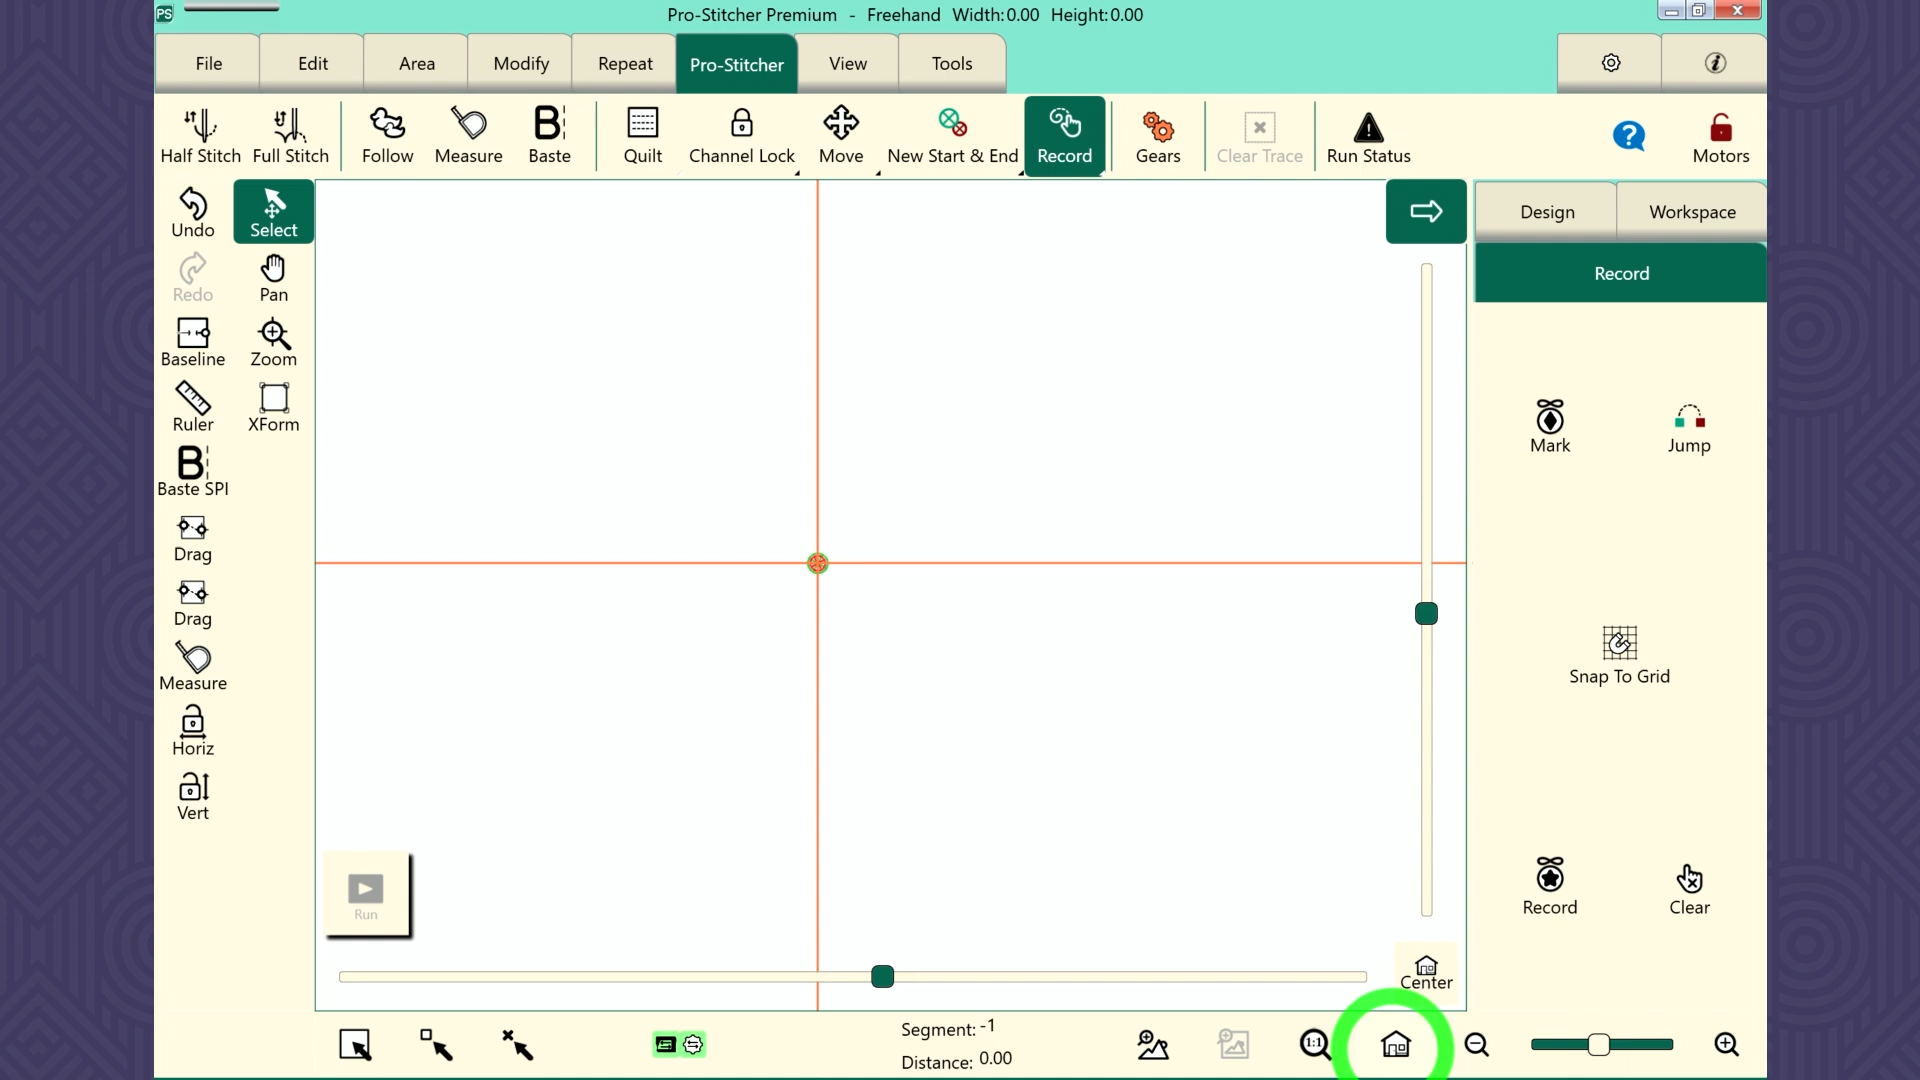 PS
Pro-Stitcher Premium - Freehand Width:0.00 Height:0.00
File Edit Area Modify Repeat Pro-Stitcher View Tools
Half Stitch Full Stitch Follow Measure Baste Quilt Channel Lock Move New Start & End Record Gears Clear Trace Run Status Motors
Undo Select
Design Workspace
Redo Pan
Record
Baseline Zoom
Ruler XForm
Mark Jump
Baste SPI
Drag
Drag
Measure
Snap To Grid
Horiz
Vert
Run
Record Clear
Center
Segment: -1
1:1
Distance: 0.00